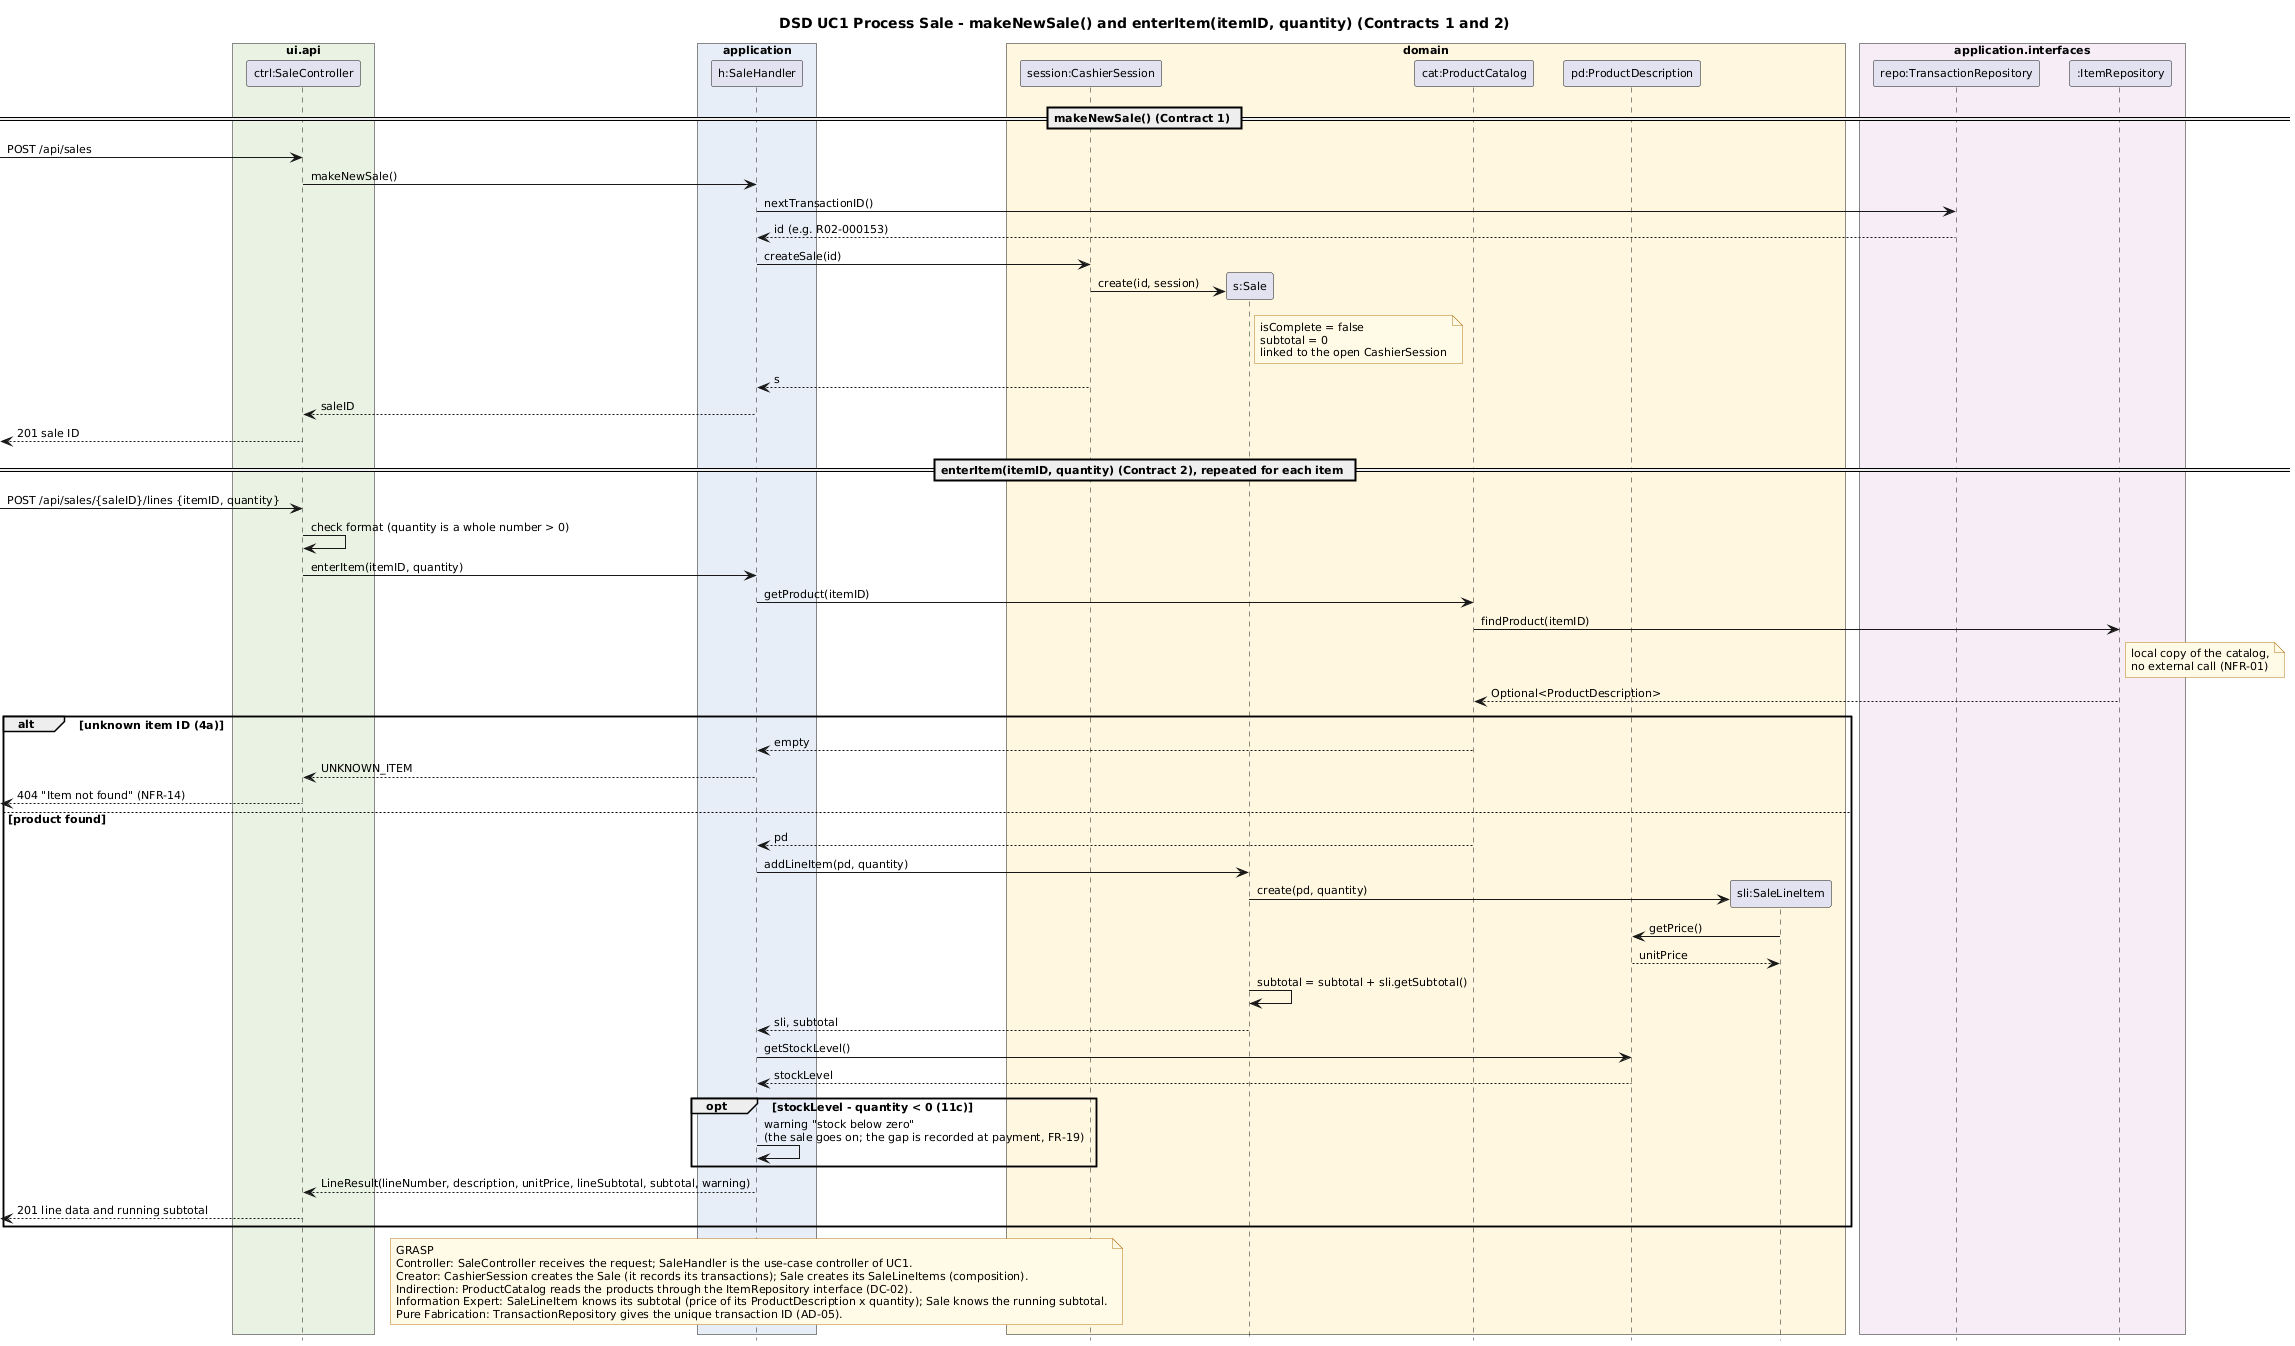 DSD UC1 Process Sale - makeNewSale() and enterItem(itemID, quantity) (Contracts 1 and 2)
ui.api
application
domain
application.interfaces
ctrl:SaleController
h:SaleHandler
session:CashierSession
cat:ProductCatalog
pd:ProductDescription
repo:TransactionRepository
:ItemRepository
makeNewSale() (Contract 1)
POST /api/sales
makeNewSale()
nextTransactionID()
id (e.g. R02-000153)
createSale(id)
create(id, session)
s:Sale
isComplete = false
subtotal = 0
linked to the open CashierSession
s
saleID
201 sale ID
enterItem(itemID, quantity) (Contract 2), repeated for each item
POST /api/sales/{saleID}/lines {itemID, quantity}
check format (quantity is a whole number > 0)
enterItem(itemID, quantity)
getProduct(itemID)
findProduct(itemID)
local copy of the catalog,
no external call (NFR-01)
Optional<ProductDescription>
alt
[unknown item ID (4a)]
empty
UNKNOWN_ITEM
404 "Item not found" (NFR-14)
[product found]
pd
addLineItem(pd, quantity)
create(pd, quantity)
sli:SaleLineItem
getPrice()
unitPrice
subtotal = subtotal + sli.getSubtotal()
sli, subtotal
getStockLevel()
stockLevel
opt
[stockLevel - quantity < 0 (11c)]
warning "stock below zero"
(the sale goes on; the gap is recorded at payment, FR-19)
LineResult(lineNumber, description, unitPrice, lineSubtotal, subtotal, warning)
201 line data and running subtotal
GRASP
Controller: SaleController receives the request; SaleHandler is the use-case controller of UC1.
Creator: CashierSession creates the Sale (it records its transactions); Sale creates its SaleLineItems (composition).
Indirection: ProductCatalog reads the products through the ItemRepository interface (DC-02).
Information Expert: SaleLineItem knows its subtotal (price of its ProductDescription x quantity); Sale knows the running subtotal.
Pure Fabrication: TransactionRepository gives the unique transaction ID (AD-05).